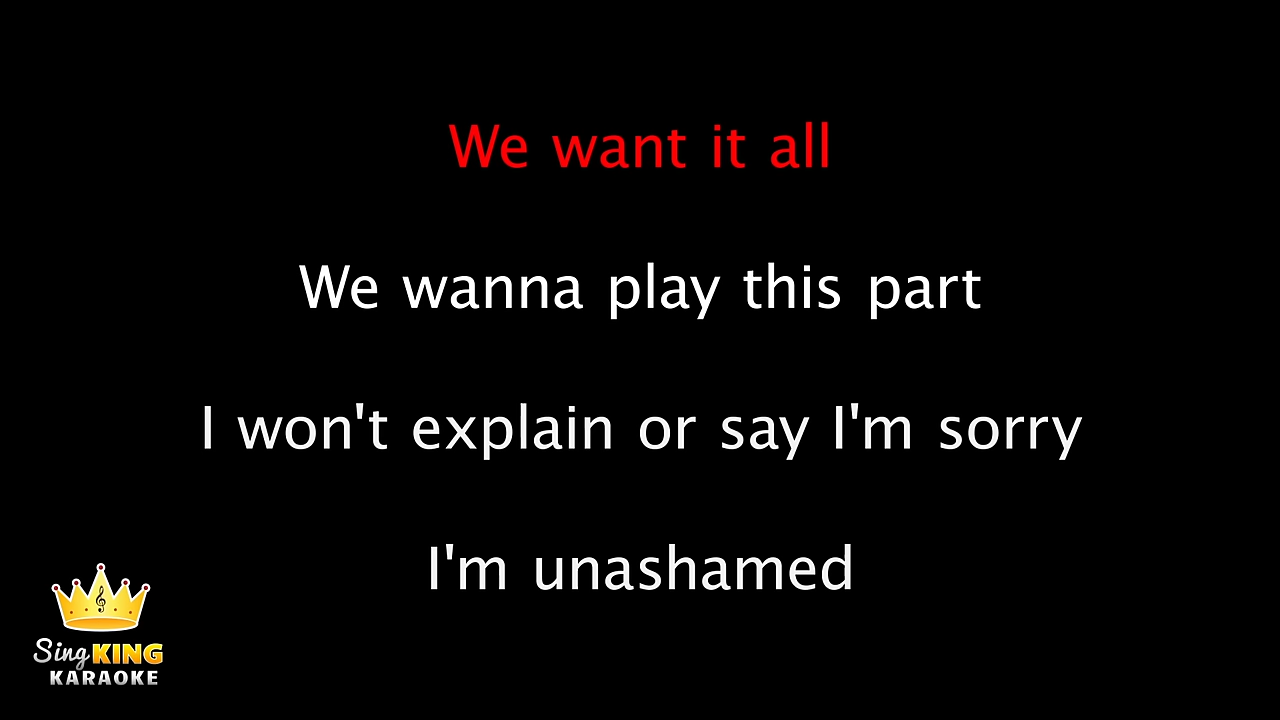 We want it all
We wanna play this part
I won't explain or say I'm sorry
I'm unashamed
Sing KING
KARAOKE